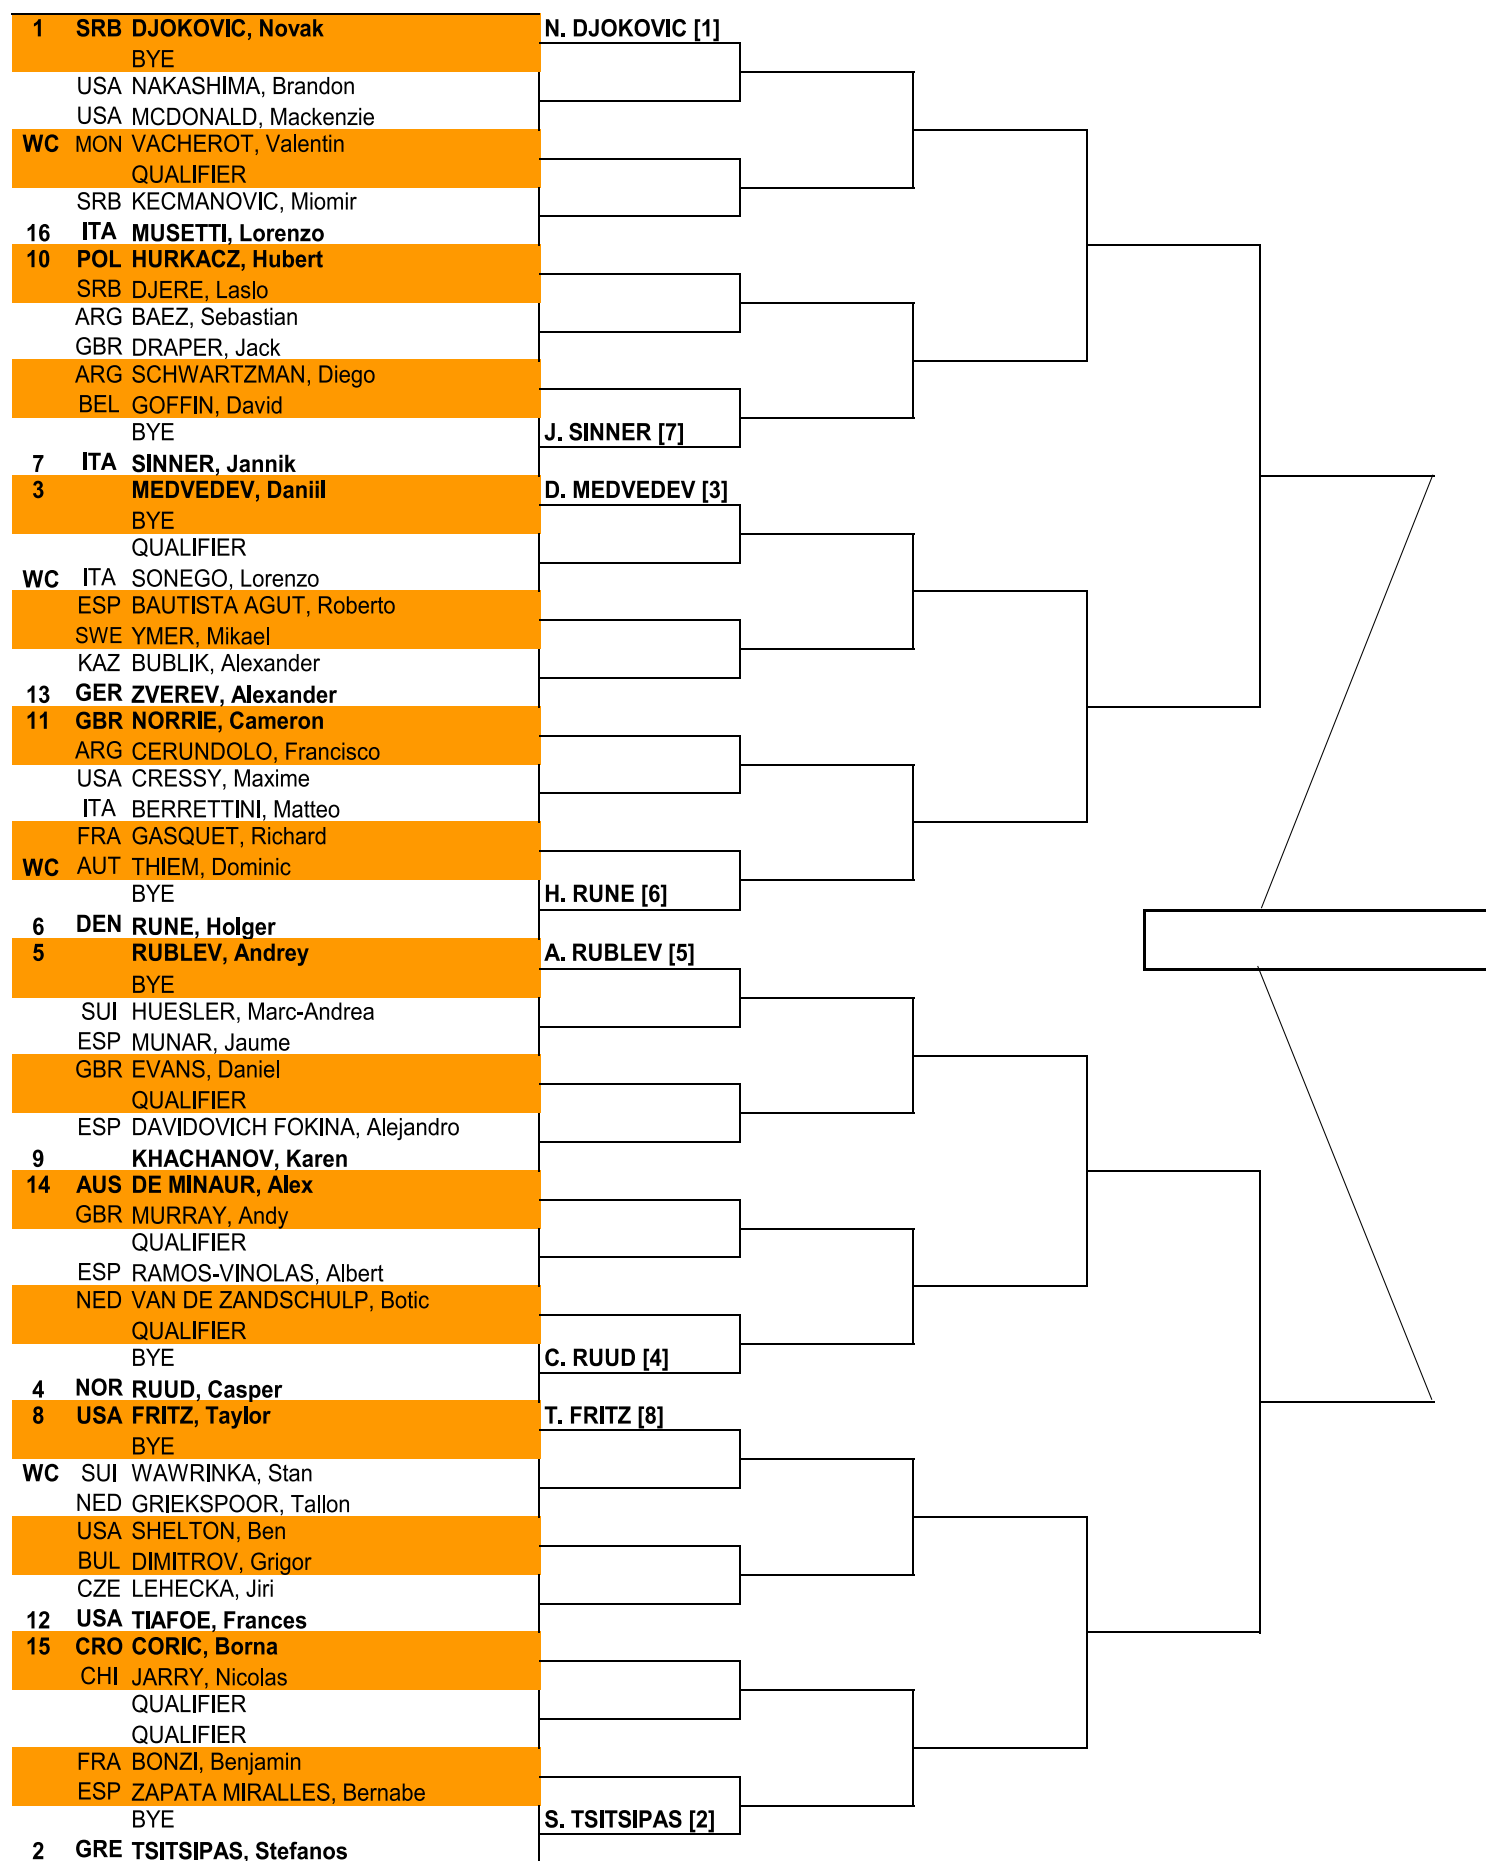 1 SRB DJOKOVIC, Novak N. DJOKOVIC [1]
BYE
USA NAKASHIMA, Brandon
USA MCDONALD, Mackenzie
WC MON VACHEROT, Valentin
QUALIFIER
SRB KECMANOVIC, Miomir
16 ITA MUSETTI, Lorenzo
10 POL HURKACZ, Hubert
SRB DJERE, Laslo
ARG BAEZ, Sebastian
GBR DRAPER, Jack
ARG SCHWARTZMAN, Diego
BEL GOFFIN, David
BYE J. SINNER [7]
7 ITA SINNER, Jannik
3 MEDVEDEV, Daniil D. MEDVEDEV [3]
BYE
QUALIFIER
WC ITA SONEGO, Lorenzo
ESP BAUTISTA AGUT, Roberto
SWE YMER, Mikael
KAZ BUBLIK, Alexander
13 GER ZVEREV, Alexander
11 GBR NORRIE, Cameron
ARG CERUNDOLO, Francisco
USA CRESSY, Maxime
ITA BERRETTINI, Matteo
FRA GASQUET, Richard
WC AUT THIEM, Dominic
BYE H. RUNE [6]
6 DEN RUNE, Holger
5 RUBLEV, Andrey A. RUBLEV [5]
BYE
SUI HUESLER, Marc-Andrea
ESP MUNAR, Jaume
GBR EVANS, Daniel
QUALIFIER
ESP DAVIDOVICH FOKINA, Alejandro
9 KHACHANOV, Karen
14 AUS DE MINAUR, Alex
GBR MURRAY, Andy
QUALIFIER
ESP RAMOS-VINOLAS, Albert
NED VAN DE ZANDSCHULP, Botic
QUALIFIER
BYE C. RUUD [4]
4 NOR RUUD, Casper
8 USA FRITZ, Taylor T. FRITZ [8]
BYE
WC SUI WAWRINKA, Stan
NED GRIEKSPOOR, Tallon
USA SHELTON, Ben
BUL DIMITROV, Grigor
CZE LEHECKA, Jiri
12 USA TIAFOE, Frances
15 CRO CORIC, Borna
CHI JARRY, Nicolas
QUALIFIER
QUALIFIER
FRA BONZI, Benjamin
ESP ZAPATA MIRALLES, Bernabe
BYE S. TSITSIPAS [2]
2 GRE TSITSIPAS, Stefanos